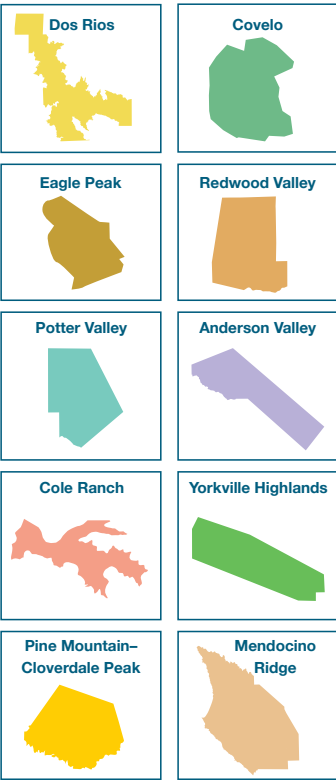 Dos Rios
Covelo
Eagle Peak
Redwood Valley
Potter Valley
Anderson Valley
Cole Ranch
Yorkville Highlands
Pine Mountain–
Cloverdale Peak
Mendocino
Ridge